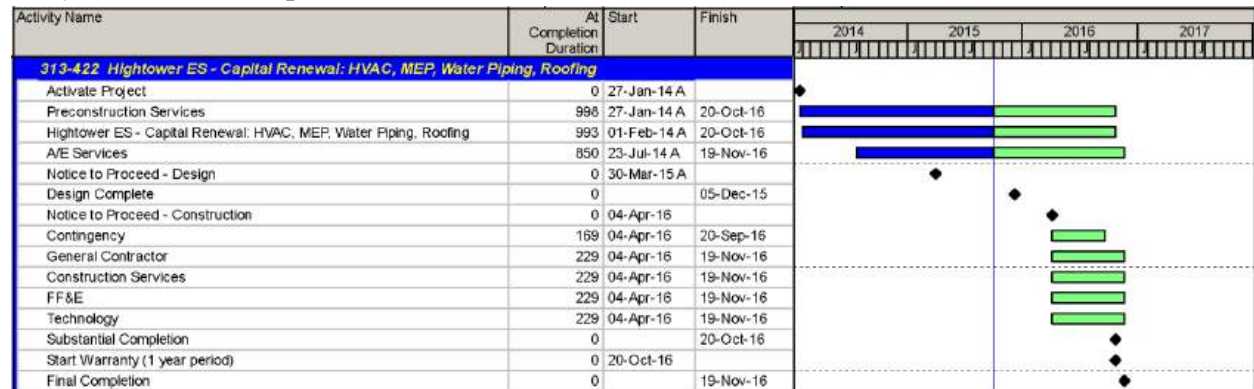 Activity Name At Completion Duration Start Finish
2014 2015 2016 2017
J J J J J J J
313-422 Hightower ES - Capital Renewal: HVAC, MEP, Water Piping, Roofing
Activate Project 0 27-Jan-14 A
Preconstruction Services 998 27-Jan-14 A 20-Oct-16
Hightower ES - Capital Renewal: HVAC, MEP, Water Piping, Roofing 993 01-Feb-14 A 20-Oct-16
A/E Services 850 23-Jul-14 A 19-Nov-16
Notice to Proceed - Design 0 30-Mar-15 A
Design Complete 0 05-Dec-15
Notice to Proceed - Construction 0 04-Apr-16
Contingency 169 04-Apr-16 20-Sep-16
General Contractor 229 04-Apr-16 19-Nov-16
Construction Services 229 04-Apr-16 19-Nov-16
FF&E 229 04-Apr-16 19-Nov-16
Technology 229 04-Apr-16 19-Nov-16
Substantial Completion 0 20-Oct-16
Start Warranty (1 year period) 0 20-Oct-16
Final Completion 0 19-Nov-16